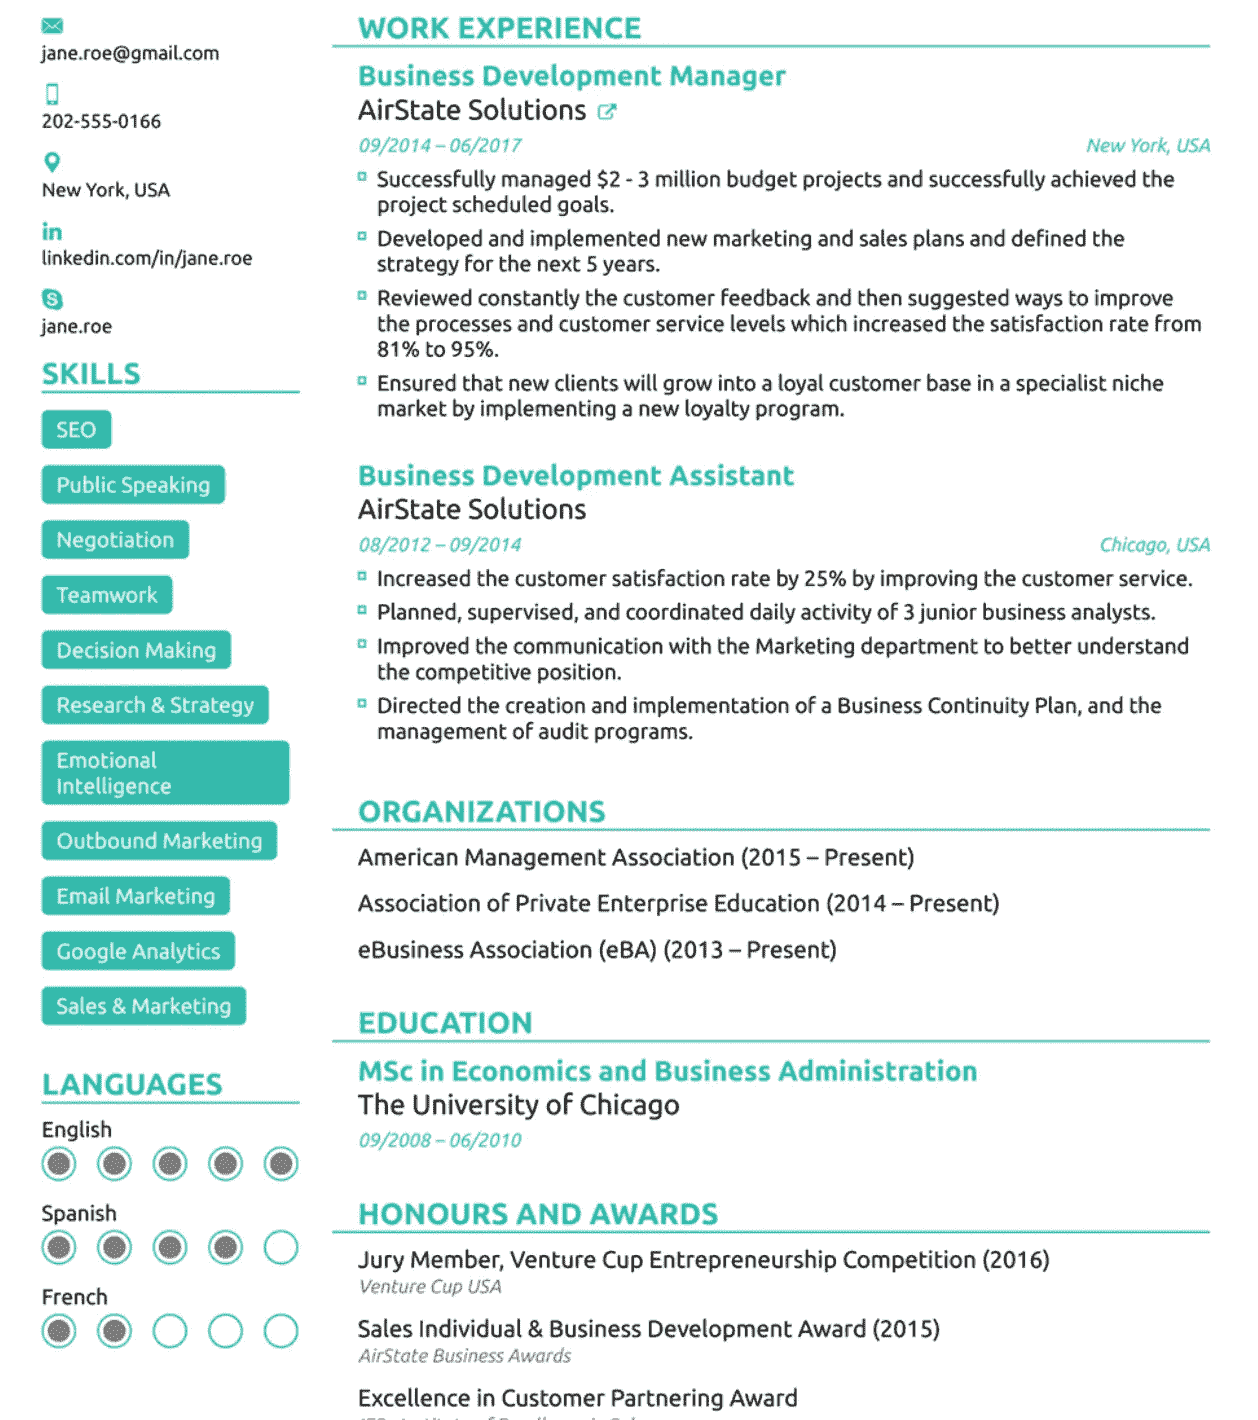 jane.roe@gmail.com
202-555-0166
New York, USA
in
linkedin.com/in/jane.roe
S
jane.roe
SKILLS
SEO
Public Speaking
Negotiation
Teamwork
Decision Making
Research & Strategy
Emotional
Intelligence
Outbound Marketing
Email Marketing
Google Analytics
Sales & Marketing
LANGUAGES
English
Spanish
French
WORK EXPERIENCE
Business Development Manager
AirState Solutions
09/2014 – 06/2017
New York, USA
Successfully managed $2 - 3 million budget projects and successfully achieved the
project scheduled goals.
Developed and implemented new marketing and sales plans and defined the
strategy for the next 5 years.
Reviewed constantly the customer feedback and then suggested ways to improve
the processes and customer service levels which increased the satisfaction rate from
81% to 95%.
Ensured that new clients will grow into a loyal customer base in a specialist niche
market by implementing a new loyalty program.
Business Development Assistant
AirState Solutions
08/2012 – 09/2014
Chicago, USA
Increased the customer satisfaction rate by 25% by improving the customer service.
Planned, supervised, and coordinated daily activity of 3 junior business analysts.
Improved the communication with the Marketing department to better understand
the competitive position.
Directed the creation and implementation of a Business Continuity Plan, and the
management of audit programs.
ORGANIZATIONS
American Management Association (2015 – Present)
Association of Private Enterprise Education (2014 – Present)
eBusiness Association (eBA) (2013 – Present)
EDUCATION
MSc in Economics and Business Administration
The University of Chicago
09/2008 – 06/2010
HONOURS AND AWARDS
Jury Member, Venture Cup Entrepreneurship Competition (2016)
Venture Cup USA
Sales Individual & Business Development Award (2015)
AirState Business Awards
Excellence in Customer Partnering Award